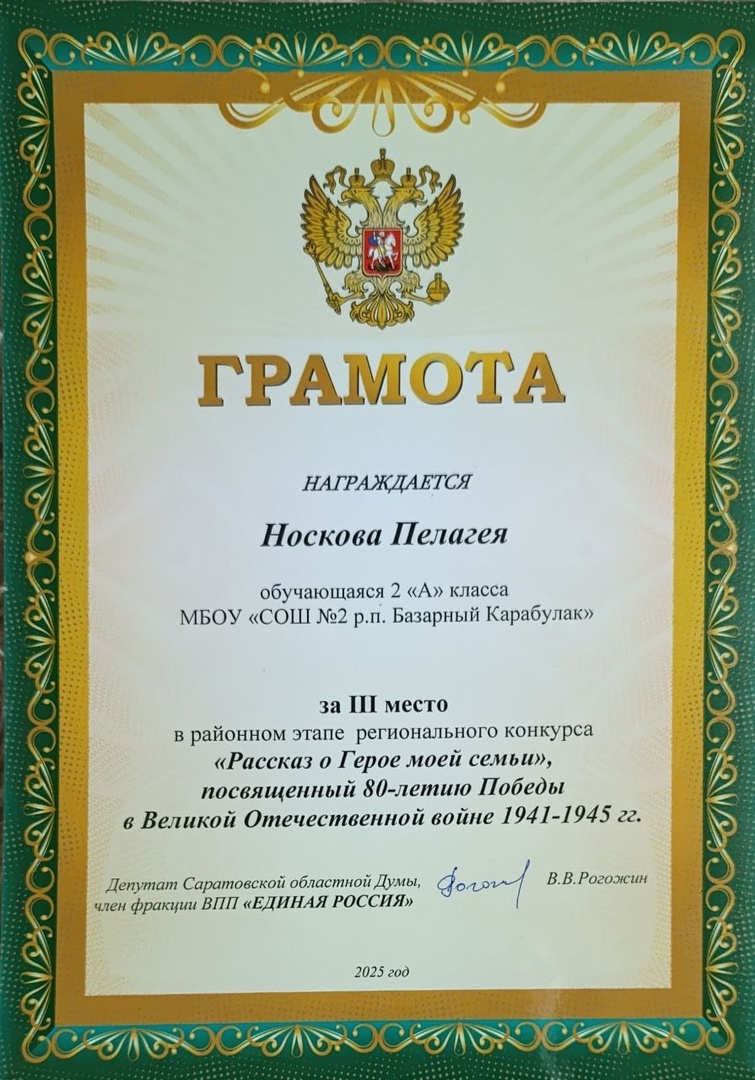 ГРАМОТА
НАГРАЖДАЕТСЯ
Носкова Пелагея
обучающаяся 2 «А» класса
МБОУ «СОШ №2 р.п. Базарный Карабулак»
за III место
в районном этапе регионального конкурса
«Рассказ о Герое моей семьи»,
посвященный 80-летию Победы
в Великой Отечественной войне 1941-1945 гг.
Депутат Саратовской областной Думы,
член фракции ВПП «ЕДИНАЯ РОССИЯ»
В.В.Рогожин
2025 год